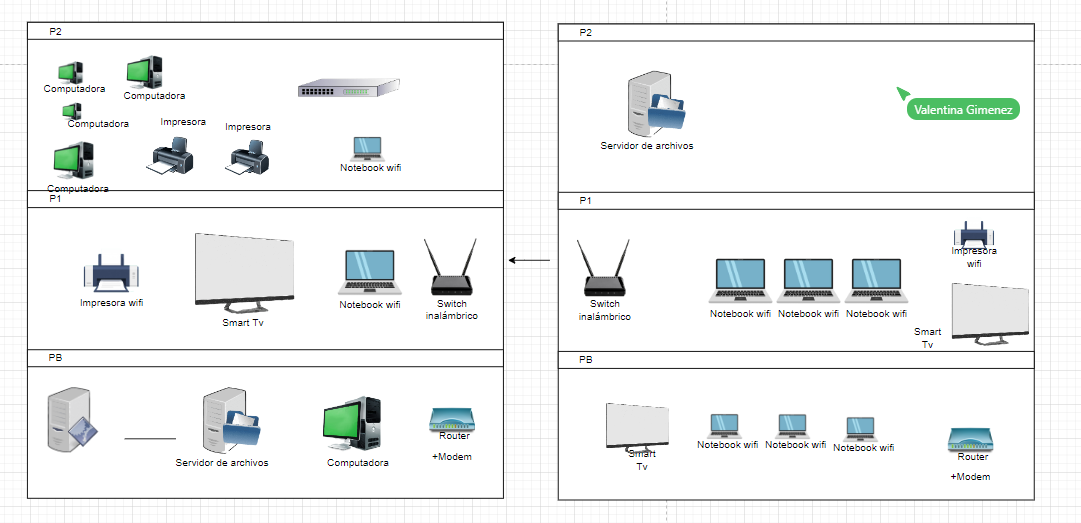 P2
Computadora
Computadora
Computadora
Impresora
Impresora
Notebook wifi
Computadora
P1
Impresora wifi
Smart Tv
Notebook wifi
Switch
inalámbrico
PB
Servidor de archivos
Computadora
Router
+Modem
P2
Valentina Gimenez
Servidor de archivos
P1
Impresora
wifi
Switch
inalámbrico
Notebook wifi
Notebook wifi
Notebook wifi
Smart
Tv
PB
Smart
Tv
Notebook wifi
Notebook wifi
Notebook wifi
Router
+Modem